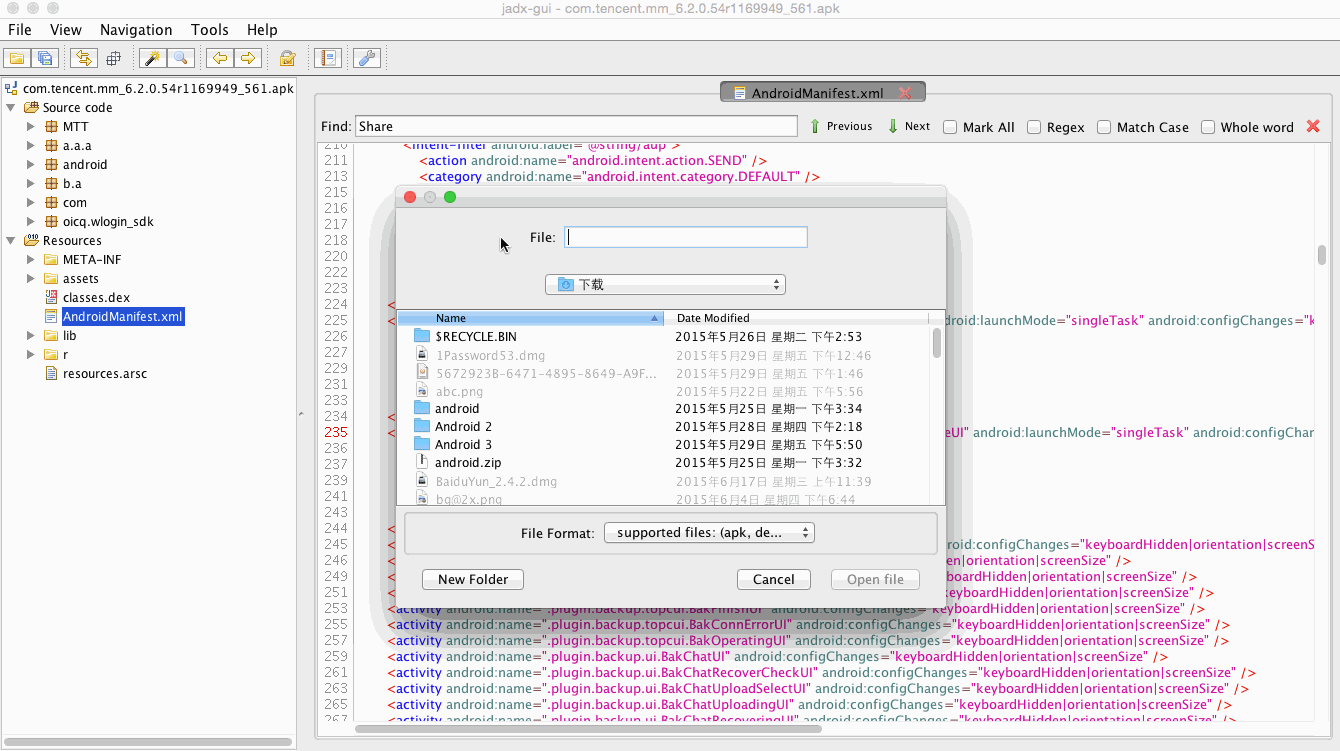 jadx-gui - com.tencent.mm_6.2.0.54r1169949_561.apk
File View Navigation Tools Help
com.tencent.mm_6.2.0.54r1169949_561.apk
Source code
MTT
a.a.a
android
b.a
com
oicq.wlogin_sdk
Resources
META-INF
assets
classes.dex
AndroidManifest.xml
lib
r
resources.arsc
AndroidManifest.xml
Find: Share Previous Next Mark All Regex Match Case Whole word
210 <intent-filter android:label="@string/aup">
211 <action android:name="android.intent.action.SEND" />
213 <category android:name="android.intent.category.DEFAULT" />
215
216
217
218
220
222
224 <
225 < droid:launchMode="singleTask" android:configChanges="k
226
227
229
231
234 <
235 < eUI" android:launchMode="singleTask" android:configChan
236
237
239
241
243
244 <
245 < droid:configChanges="keyboardHidden|orientation|screenS
246 < |orientation|screenSize" />
249 < boardHidden|orientation|screenSize" />
251 < keyboardHidden|orientation|screenSize" />
253 <activity android:name=".plugin.backup.topcui.BakFinishUI" android:configChanges="keyboardHidden|orientation|screenSize" />
255 <activity android:name=".plugin.backup.topcui.BakConnErrorUI" android:configChanges="keyboardHidden|orientation|screenSize" />
257 <activity android:name=".plugin.backup.topcui.BakOperatingUI" android:configChanges="keyboardHidden|orientation|screenSize" />
259 <activity android:name=".plugin.backup.ui.BakChatUI" android:configChanges="keyboardHidden|orientation|screenSize" />
261 <activity android:name=".plugin.backup.ui.BakChatRecoverCheckUI" android:configChanges="keyboardHidden|orientation|screenSize" />
263 <activity android:name=".plugin.backup.ui.BakChatUploadSelectUI" android:configChanges="keyboardHidden|orientation|screenSize" />
265 <activity android:name=".plugin.backup.ui.BakChatUploadingUI" android:configChanges="keyboardHidden|orientation|screenSize" />
267 <activity android:name=".plugin.backup.ui.BakChatRecoveringUI" android:configChanges="keyboardHidden|orientation|screenSize" />
File:
下载
Name Date Modified
$RECYCLE.BIN 2015年5月26日 星期二 下午2:53
1Password53.dmg 2015年5月29日 星期五 下午12:46
5672923B-6471-4895-8649-A9F... 2015年5月29日 星期五 下午1:46
abc.png 2015年5月22日 星期五 下午5:56
android 2015年5月25日 星期一 下午3:34
Android 2 2015年5月28日 星期四 下午2:18
Android 3 2015年5月29日 星期五 下午5:50
android.zip 2015年5月25日 星期一 下午3:32
BaiduYun_2.4.2.dmg 2015年6月17日 星期三 上午11:39
bg@2x.png 2015年6月4日 星期四 下午6:44
File Format: supported files: (apk, de...
New Folder Cancel Open file